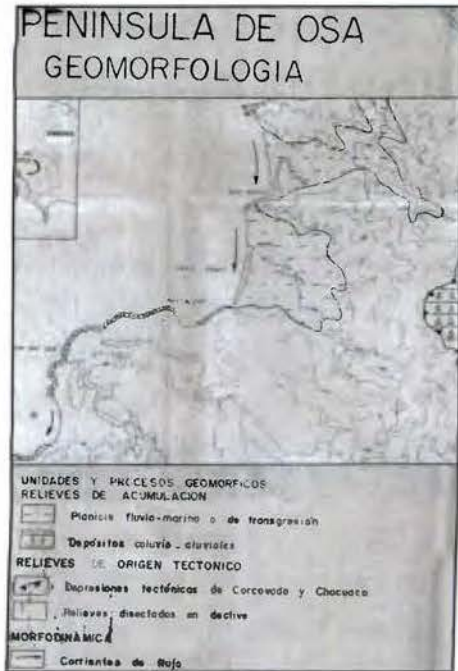 PENINSULA DE OSA
GEOMORFOLOGIA
UNIDADES Y PROCESOS GEOMORFICOS
RELIEVES DE ACUMULACION
Planicie fluvio-marino o de transgresión
Depósitos coluvio-aluviales
RELIEVES DE ORIGEN TECTONICO
Depresiones tectónicas de Corcovado y Chocuaco
Relieves disectados en declive
MORFODINAMICA
Corrientes de flujo